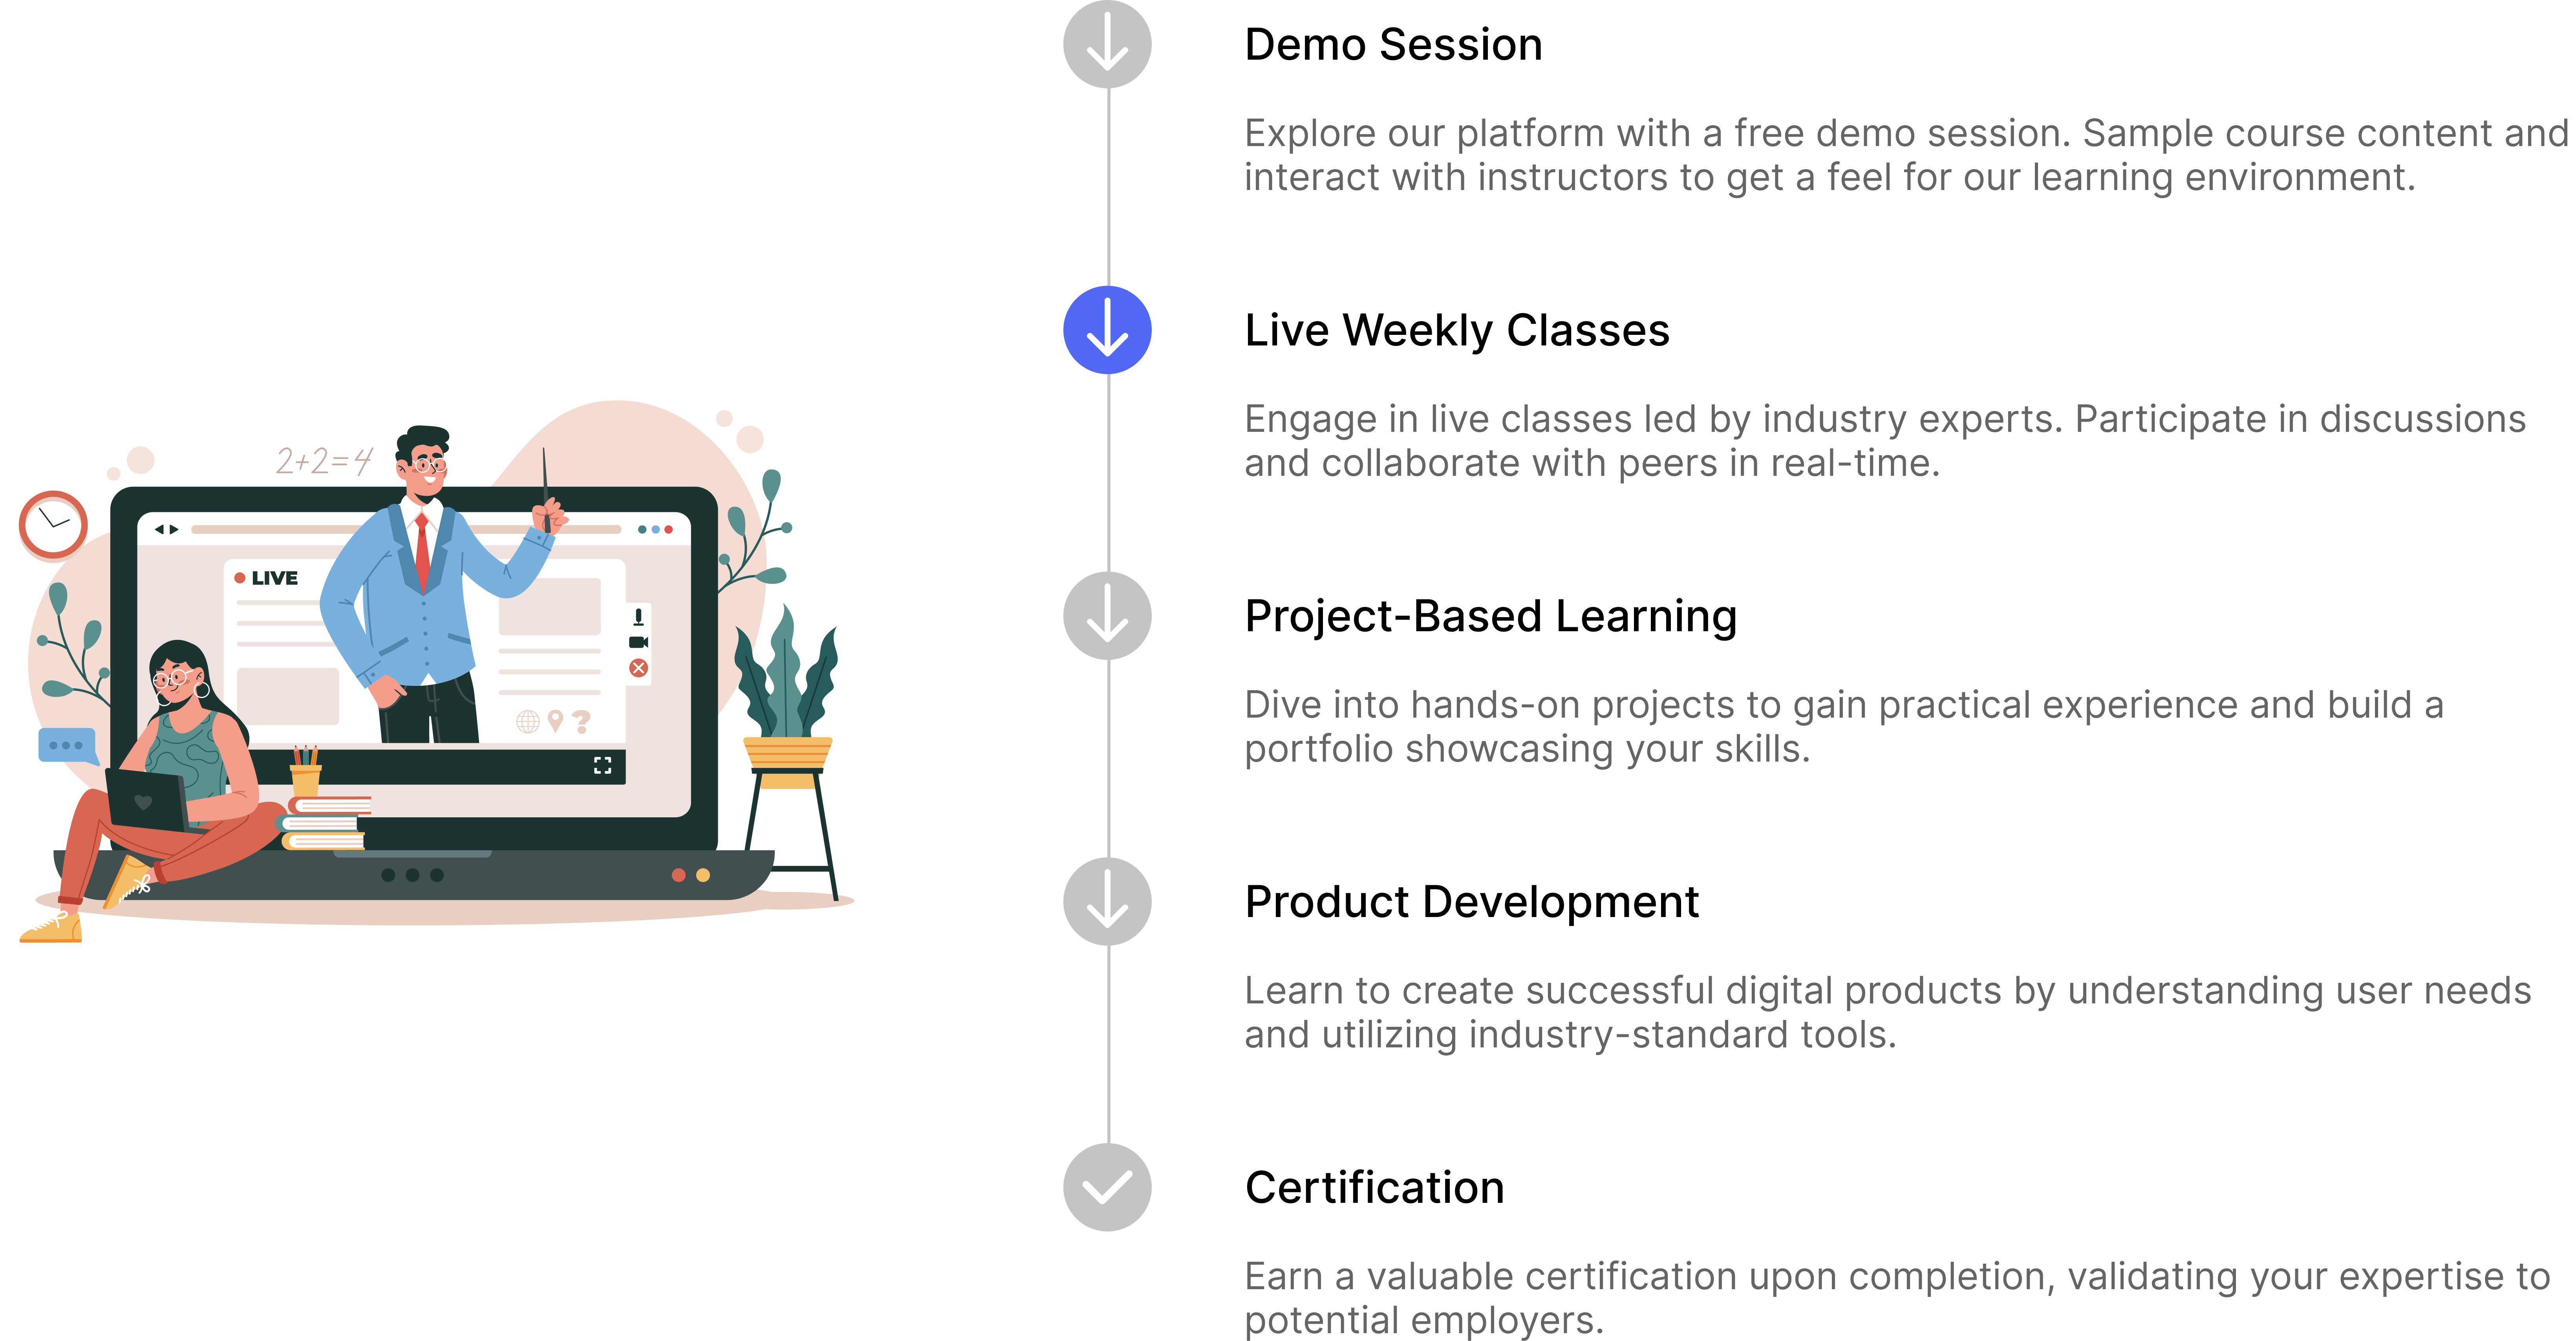 Demo Session
Explore our platform with a free demo session. Sample course content and
interact with instructors to get a feel for our learning environment.
Live Weekly Classes
Engage in live classes led by industry experts. Participate in discussions
and collaborate with peers in real-time.
2+2=4
LIVE
?
Project-Based Learning
Dive into hands-on projects to gain practical experience and build a
portfolio showcasing your skills.
Product Development
Learn to create successful digital products by understanding user needs
and utilizing industry-standard tools.
Certification
Earn a valuable certification upon completion, validating your expertise to
potential employers.